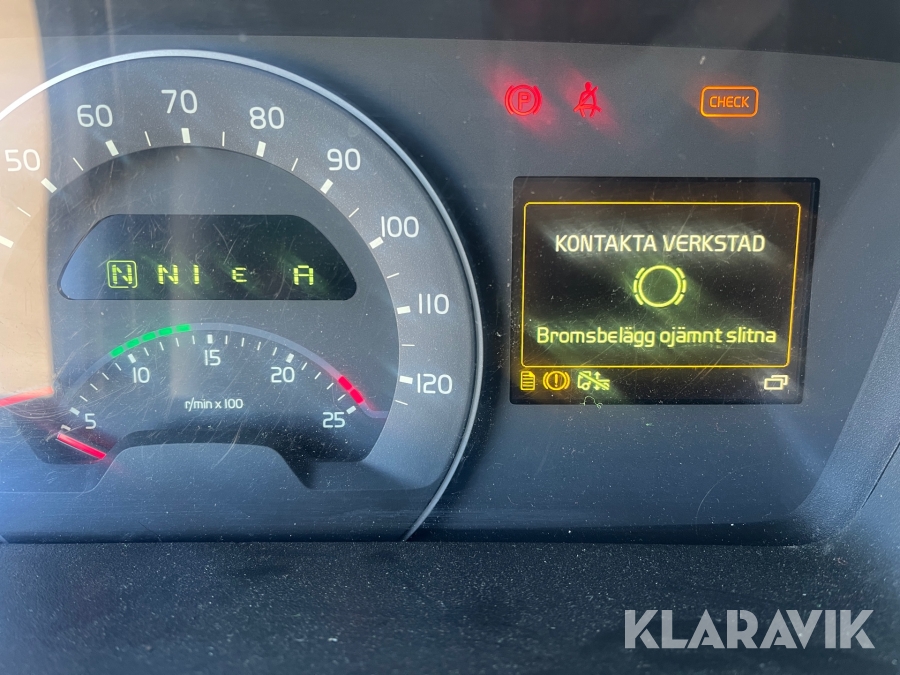 50
60
70
80
90
100
110
120
N N1 E A
5
10
15
20
25
r/min x 100
P
CHECK
KONTAKTA VERKSTAD
Bromsbelägg ojämnt slitna
KLARAVIK